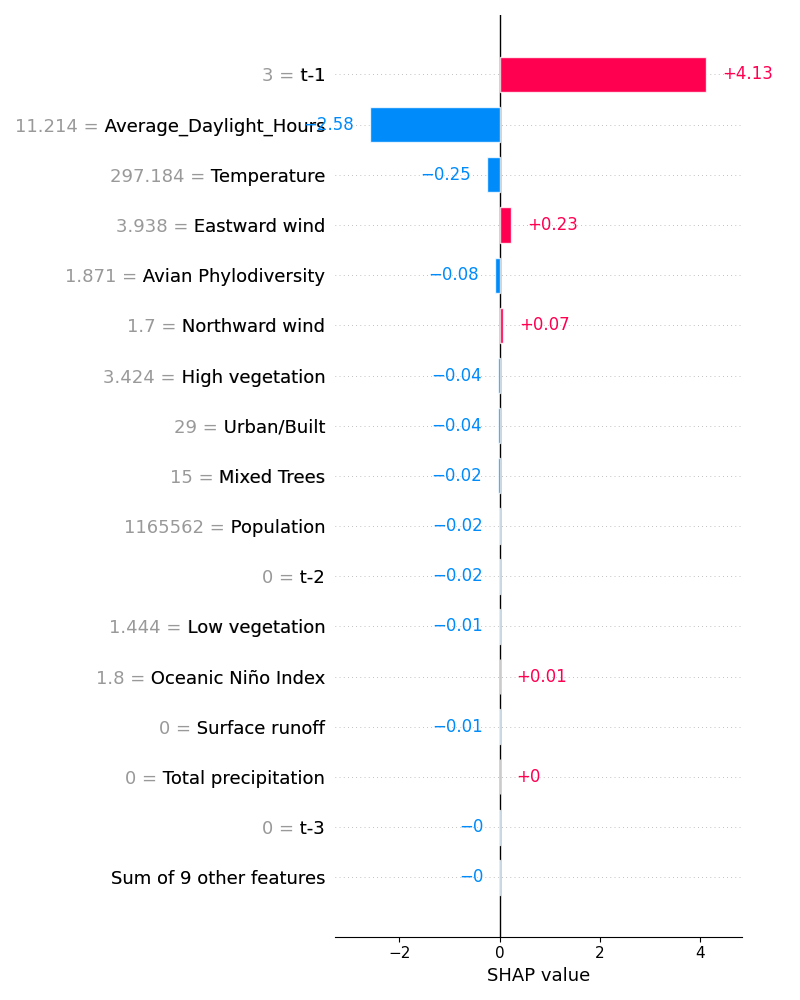 3 = t-1 +4.13
11.214 = Average_Daylight_Hours −2.58
297.184 = Temperature −0.25
3.938 = Eastward wind +0.23
1.871 = Avian Phylodiversity −0.08
1.7 = Northward wind +0.07
3.424 = High vegetation −0.04
29 = Urban/Built −0.04
15 = Mixed Trees −0.02
1165562 = Population −0.02
0 = t-2 −0.02
1.444 = Low vegetation −0.01
1.8 = Oceanic Niño Index +0.01
0 = Surface runoff −0.01
0 = Total precipitation +0
0 = t-3 −0
Sum of 9 other features −0
−2 0 2 4
SHAP value